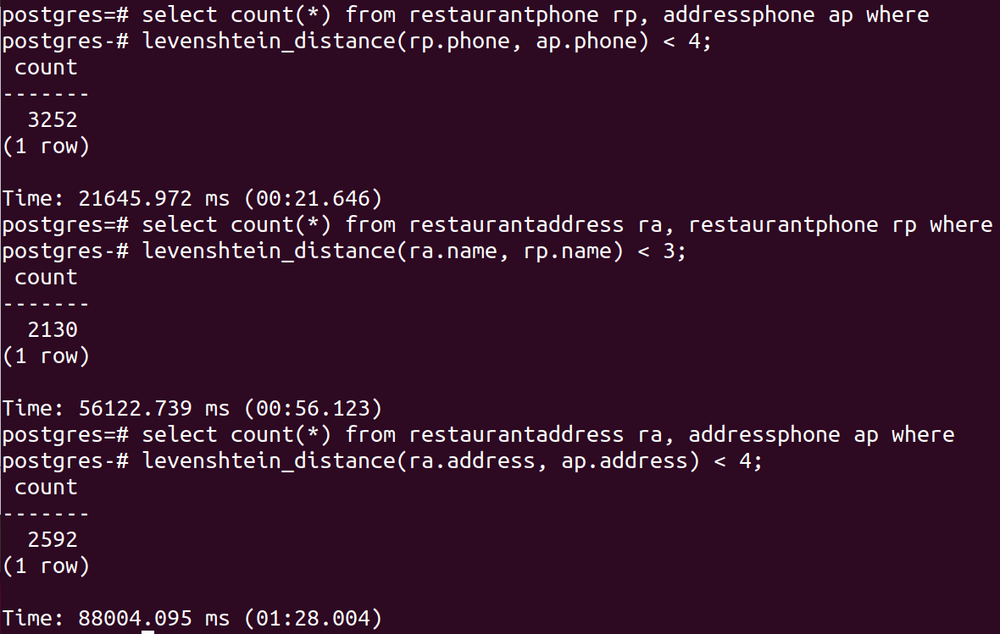 postgres=# select count(*) from restaurantphone rp, addressphone ap where
postgres-# levenshtein_distance(rp.phone, ap.phone) < 4;
 count
-------
  3252
(1 row)

Time: 21645.972 ms (00:21.646)
postgres=# select count(*) from restaurantaddress ra, restaurantphone rp where
postgres-# levenshtein_distance(ra.name, rp.name) < 3;
 count
-------
  2130
(1 row)

Time: 56122.739 ms (00:56.123)
postgres=# select count(*) from restaurantaddress ra, addressphone ap where
postgres-# levenshtein_distance(ra.address, ap.address) < 4;
 count
-------
  2592
(1 row)

Time: 88004.095 ms (01:28.004)